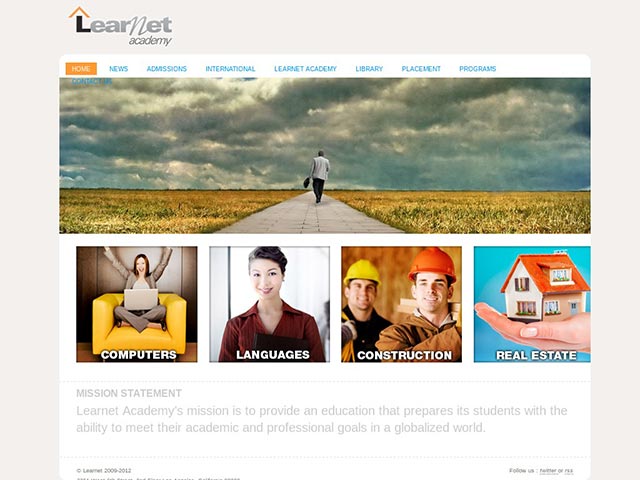 LearNet
academy
HOME NEWS ADMISSIONS INTERNATIONAL LEARNET ACADEMY LIBRARY PLACEMENT PROGRAMS
COMPUTERS LANGUAGES CONSTRUCTION REAL ESTATE
MISSION STATEMENT
Learnet Academy's mission is to provide an education that prepares its students with the
ability to meet their academic and professional goals in a globalized world.
© Learnet 2009-2012 Follow us : twitter or rss